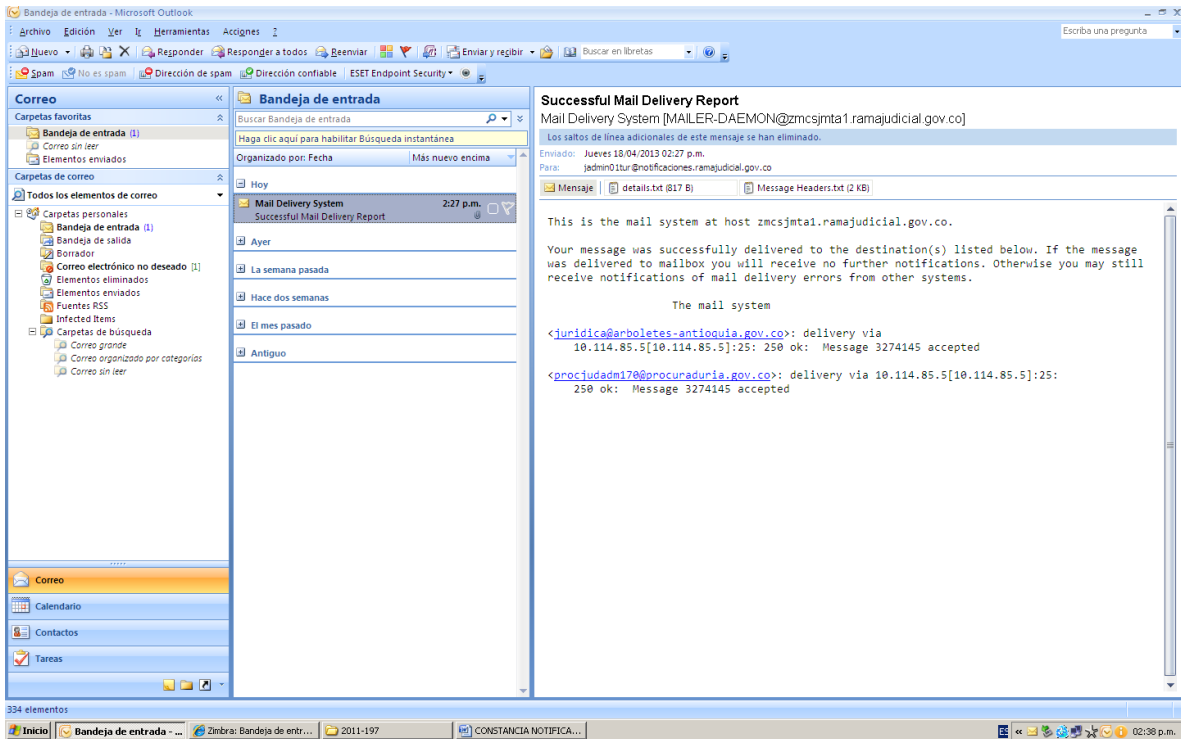 Bandeja de entrada - Microsoft Outlook
Archivo Edición Ver Ir Herramientas Acciones ?
Escriba una pregunta
Nuevo Responder Responder a todos Reenviar Enviar y recibir Buscar en libretas
Spam No es spam Dirección de spam Dirección confiable ESET Endpoint Security
Correo
Carpetas favoritas
Bandeja de entrada (1)
Correo sin leer
Elementos enviados
Carpetas de correo
Todos los elementos de correo
Carpetas personales
Bandeja de entrada (1)
Bandeja de salida
Borrador
Correo electrónico no deseado [1]
Elementos eliminados
Elementos enviados
Fuentes RSS
Infected Items
Carpetas de búsqueda
Correo grande
Correo organizado por categorías
Correo sin leer
Correo
Calendario
Contactos
Tareas
Bandeja de entrada
Buscar Bandeja de entrada
Haga clic aquí para habilitar Búsqueda instantánea
Organizado por: Fecha Más nuevo encima
Hoy
Mail Delivery System 2:27 p.m.
Successful Mail Delivery Report
Ayer
La semana pasada
Hace dos semanas
El mes pasado
Antiguo
Successful Mail Delivery Report
Mail Delivery System [MAILER-DAEMON@zmcsjmta1.ramajudicial.gov.co]
Los saltos de línea adicionales de este mensaje se han eliminado.
Enviado: Jueves 18/04/2013 02:27 p.m.
Para: jadmin01tur@notificaciones.ramajudicial.gov.co
Mensaje details.txt (817 B) Message Headers.txt (2 KB)
This is the mail system at host zmcsjmta1.ramajudicial.gov.co.
Your message was successfully delivered to the destination(s) listed below. If the message
was delivered to mailbox you will receive no further notifications. Otherwise you may still
receive notifications of mail delivery errors from other systems.
The mail system
<juridica@arboletes-antioquia.gov.co>: delivery via
10.114.85.5[10.114.85.5]:25: 250 ok: Message 3274145 accepted
<procjudadm170@procuraduria.gov.co>: delivery via 10.114.85.5[10.114.85.5]:25:
250 ok: Message 3274145 accepted
334 elementos
Inicio Bandeja de entrada - ... Zimbra: Bandeja de entr... 2011-197 CONSTANCIA NOTIFICA... ES 02:38 p.m.